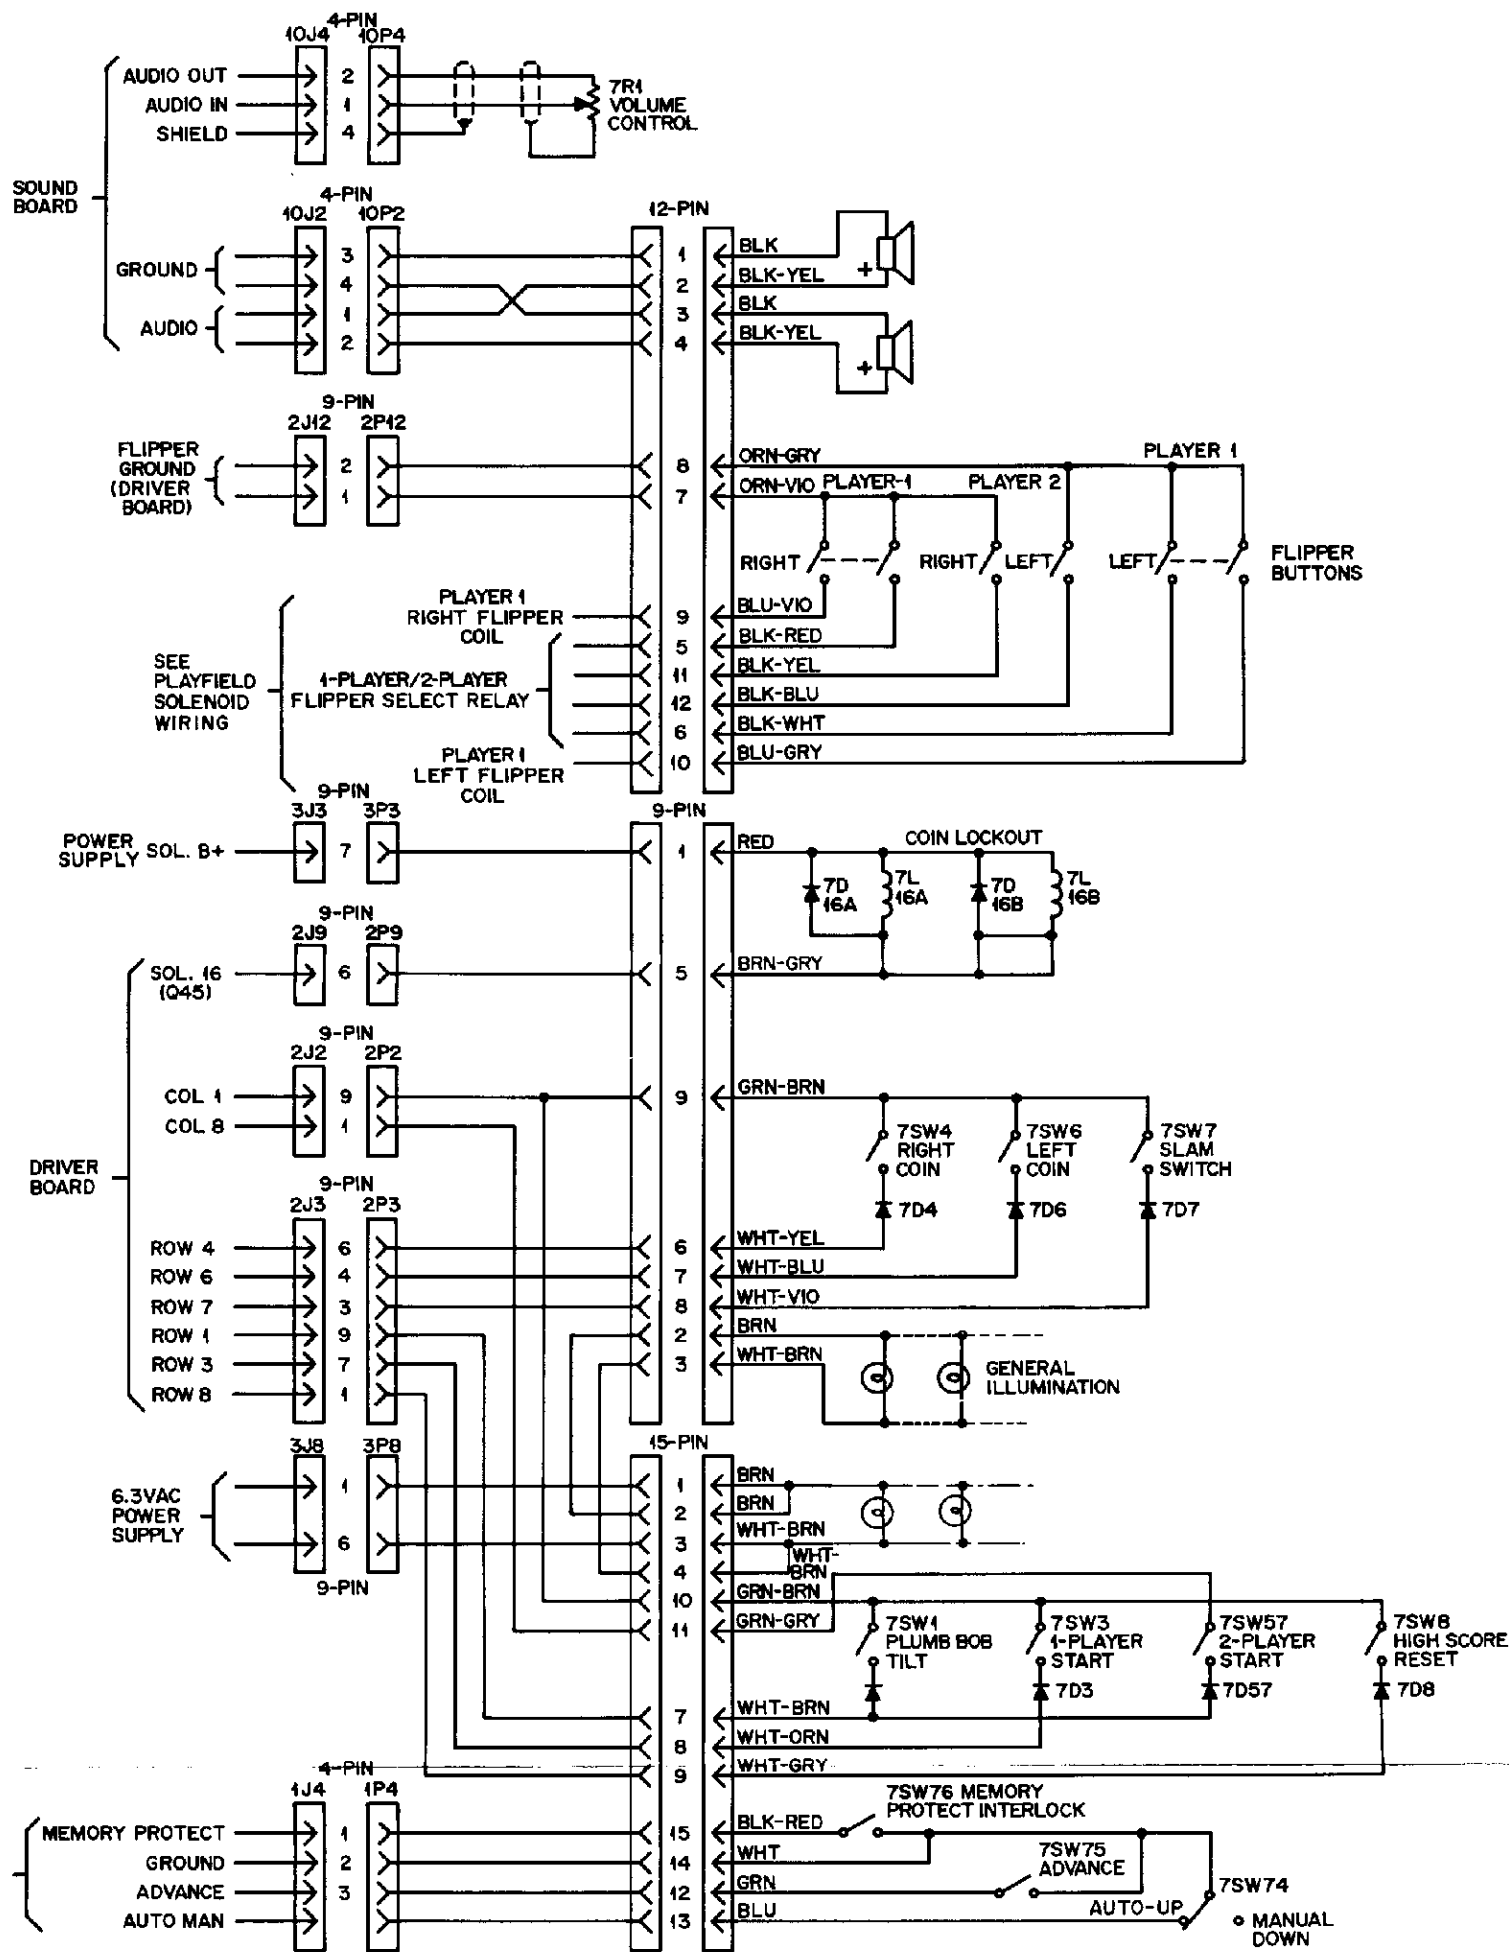 4-PIN
10J4 10P4
AUDIO OUT 2
AUDIO IN 1
SHIELD 4
7R1
VOLUME
CONTROL
SOUND
BOARD
4-PIN
10J2 10P2
12-PIN
GROUND
3
4
AUDIO
1
2
1 BLK
2 BLK-YEL
+
3 BLK
4 BLK-YEL
+
9-PIN
2J12 2P12
FLIPPER
GROUND
(DRIVER
BOARD)
2
1
8 ORN-GRY
7 ORN-VIO
PLAYER-1
PLAYER 2
PLAYER 1
RIGHT
RIGHT
LEFT
LEFT
FLIPPER
BUTTONS
SEE
PLAYFIELD
SOLENOID
WIRING
PLAYER 1
RIGHT FLIPPER
COIL
1-PLAYER/2-PLAYER
FLIPPER SELECT RELAY
PLAYER 1
LEFT FLIPPER
COIL
9 BLU-VIO
5 BLK-RED
11 BLK-YEL
12 BLK-BLU
6 BLK-WHT
10 BLU-GRY
9-PIN
3J3 3P3
9-PIN
POWER
SUPPLY
SOL. B+ 7
1 RED
COIN LOCKOUT
7D
16A
7L
16A
7D
16B
7L
16B
9-PIN
2J9 2P9
SOL. 16
(Q45)
6
5 BRN-GRY
9-PIN
2J2 2P2
COL 1 9
COL 8 1
9 GRN-BRN
7SW4
RIGHT
COIN
7SW6
LEFT
COIN
7SW7
SLAM
SWITCH
7D4
7D6
7D7
DRIVER
BOARD
9-PIN
2J3 2P3
ROW 4 6
ROW 6 4
ROW 7 3
ROW 1 9
ROW 3 7
ROW 8 1
6 WHT-YEL
7 WHT-BLU
8 WHT-VIO
2 BRN
3 WHT-BRN
GENERAL
ILLUMINATION
15-PIN
3J8 3P8
6.3VAC
POWER
SUPPLY
1
6
9-PIN
1 BRN
2 BRN
3 WHT-BRN
4 WHT-
BRN
10 GRN-BRN
11 GRN-GRY
7SW1
PLUMB BOB
TILT
7SW3
1-PLAYER
START
7SW57
2-PLAYER
START
7SW8
HIGH SCORE
RESET
7D3
7D57
7D8
7 WHT-BRN
8 WHT-ORN
9 WHT-GRY
4-PIN
1J4 1P4
MEMORY PROTECT 1
GROUND 2
ADVANCE 3
AUTO MAN
15 BLK-RED
14 WHT
12 GRN
13 BLU
7SW76 MEMORY
PROTECT INTERLOCK
7SW75
ADVANCE
AUTO-UP
7SW74
MANUAL
DOWN